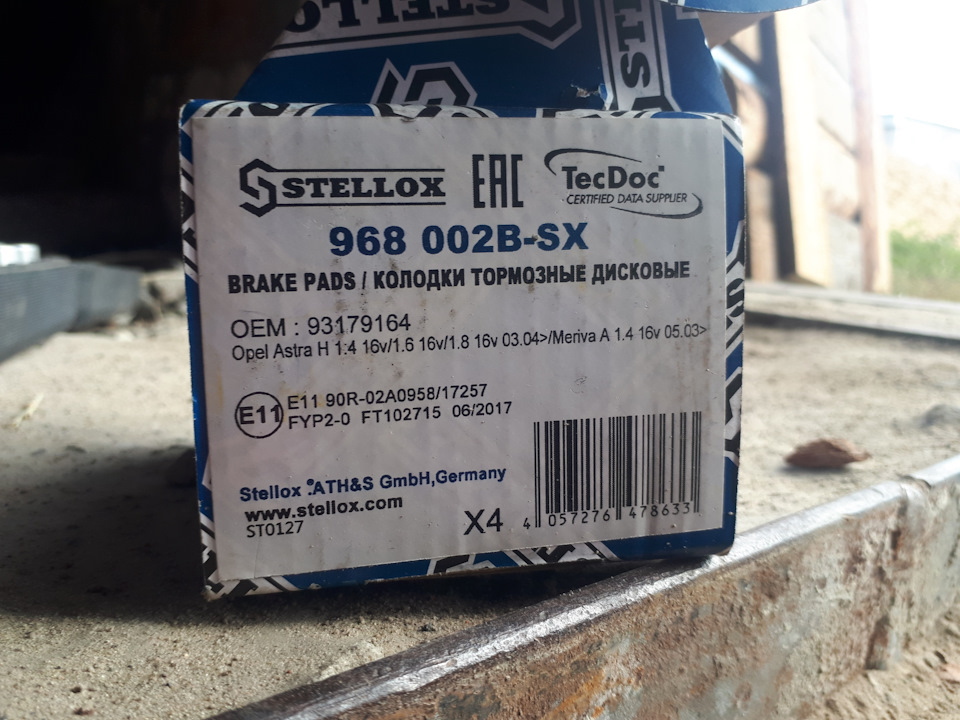 STELLOX
STELLOX
STELLOX EAC TecDoc
CERTIFIED DATA SUPPLIER
968 002B-SX
BRAKE PADS / КОЛОДКИ ТОРМОЗНЫЕ ДИСКОВЫЕ
OEM : 93179164
Opel Astra H 1.4 16v/1.6 16v/1.8 16v 03.04>/Meriva A 1.4 16v 05.03>
E11 E11 90R-02A0958/17257
FYP2-0 FT102715 06/2017
Stellox :ATH&S GmbH,Germany
www.stellox.com
ST0127
X4
4 057276 478633